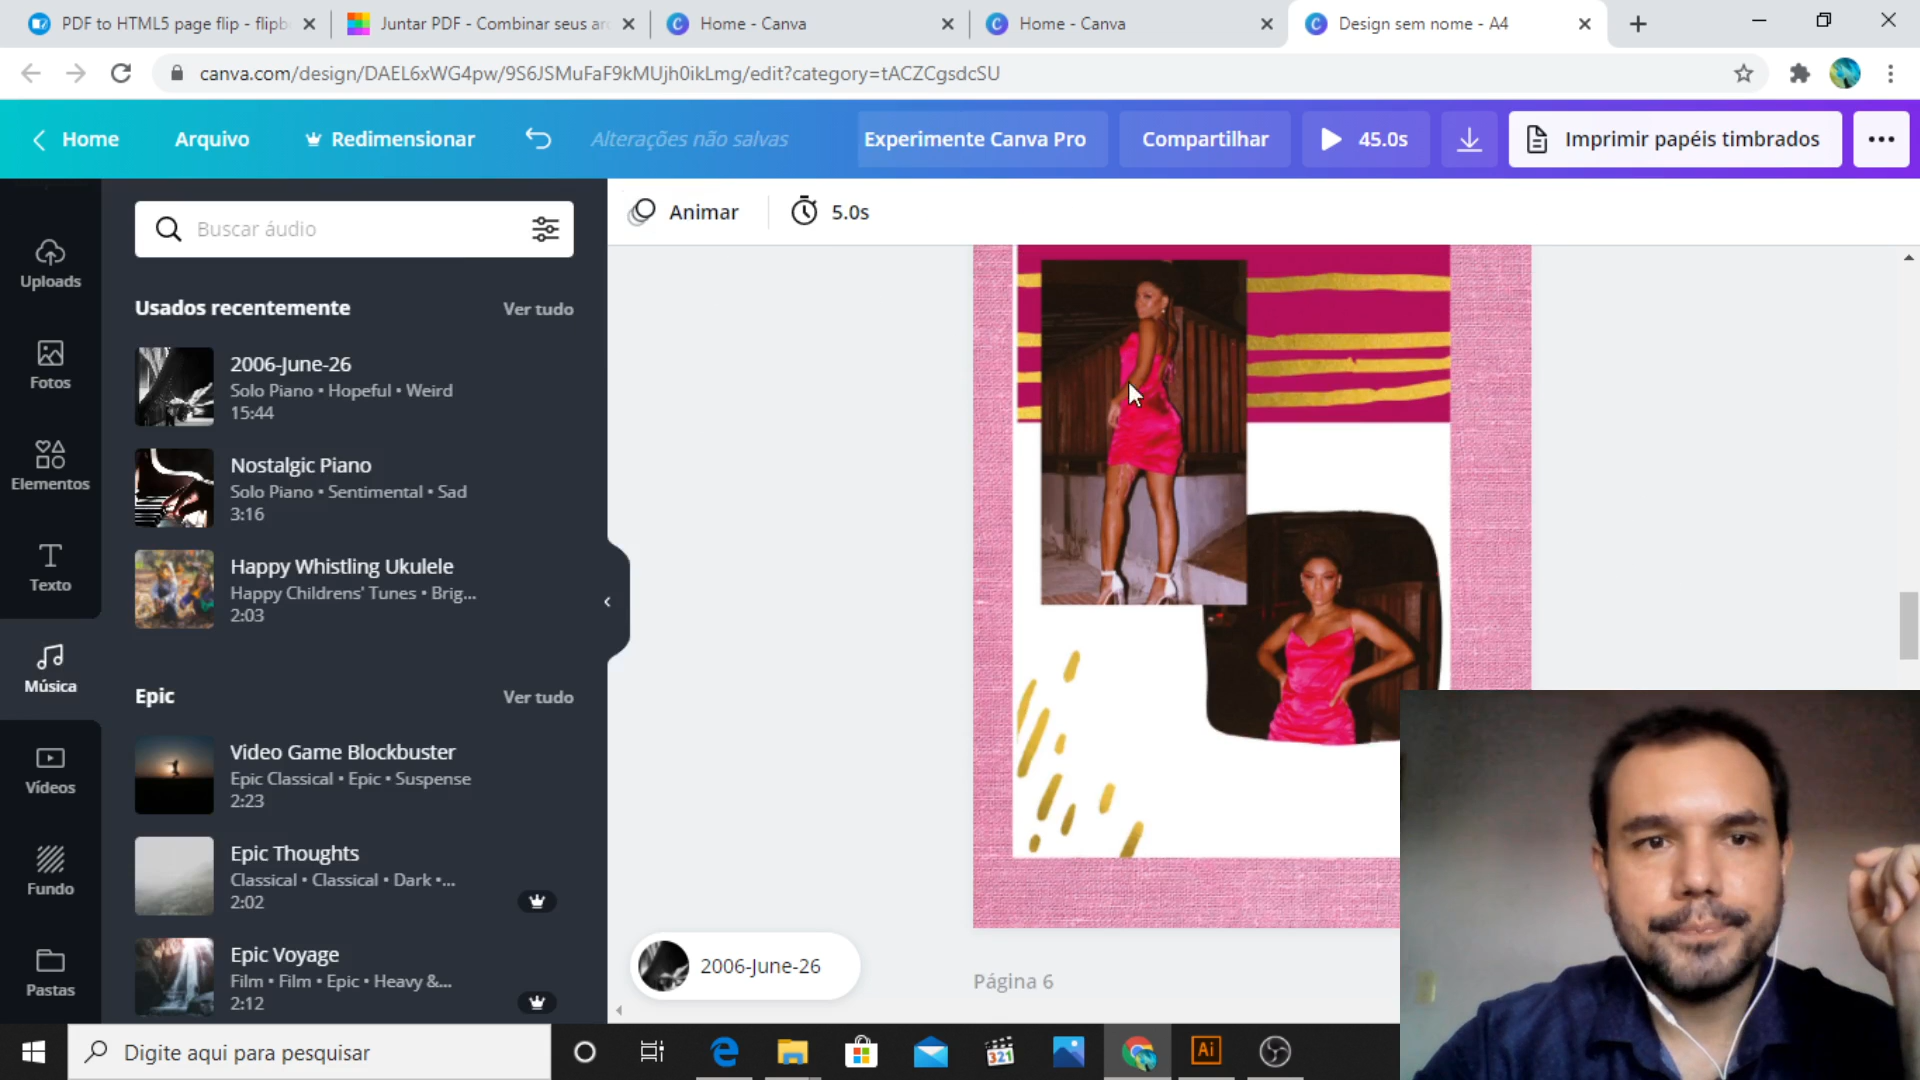 PDF to HTML5 page flip - flipb
Juntar PDF - Combinar seus ar
Home - Canva
Home - Canva
Design sem nome - A4
canva.com/design/DAEL6xWG4pw/9S6JSMuFaF9kMUjh0ikLmg/edit?category=tACZCgsdcSU
Home
Arquivo
Redimensionar
Alterações não salvas
Experimente Canva Pro
Compartilhar
45.0s
Imprimir papéis timbrados
Uploads
Fotos
Elementos
Texto
Música
Vídeos
Fundo
Pastas
Buscar áudio
Usados recentemente
Ver tudo
2006-June-26
Solo Piano • Hopeful • Weird
15:44
Nostalgic Piano
Solo Piano • Sentimental • Sad
3:16
Happy Whistling Ukulele
Happy Childrens' Tunes • Brig...
2:03
Epic
Ver tudo
Video Game Blockbuster
Epic Classical • Epic • Suspense
2:23
Epic Thoughts
Classical • Classical • Dark •...
2:02
Epic Voyage
Film • Film • Epic • Heavy &...
2:12
Animar
5.0s
2006-June-26
Página 6
Digite aqui para pesquisar
321
Ai